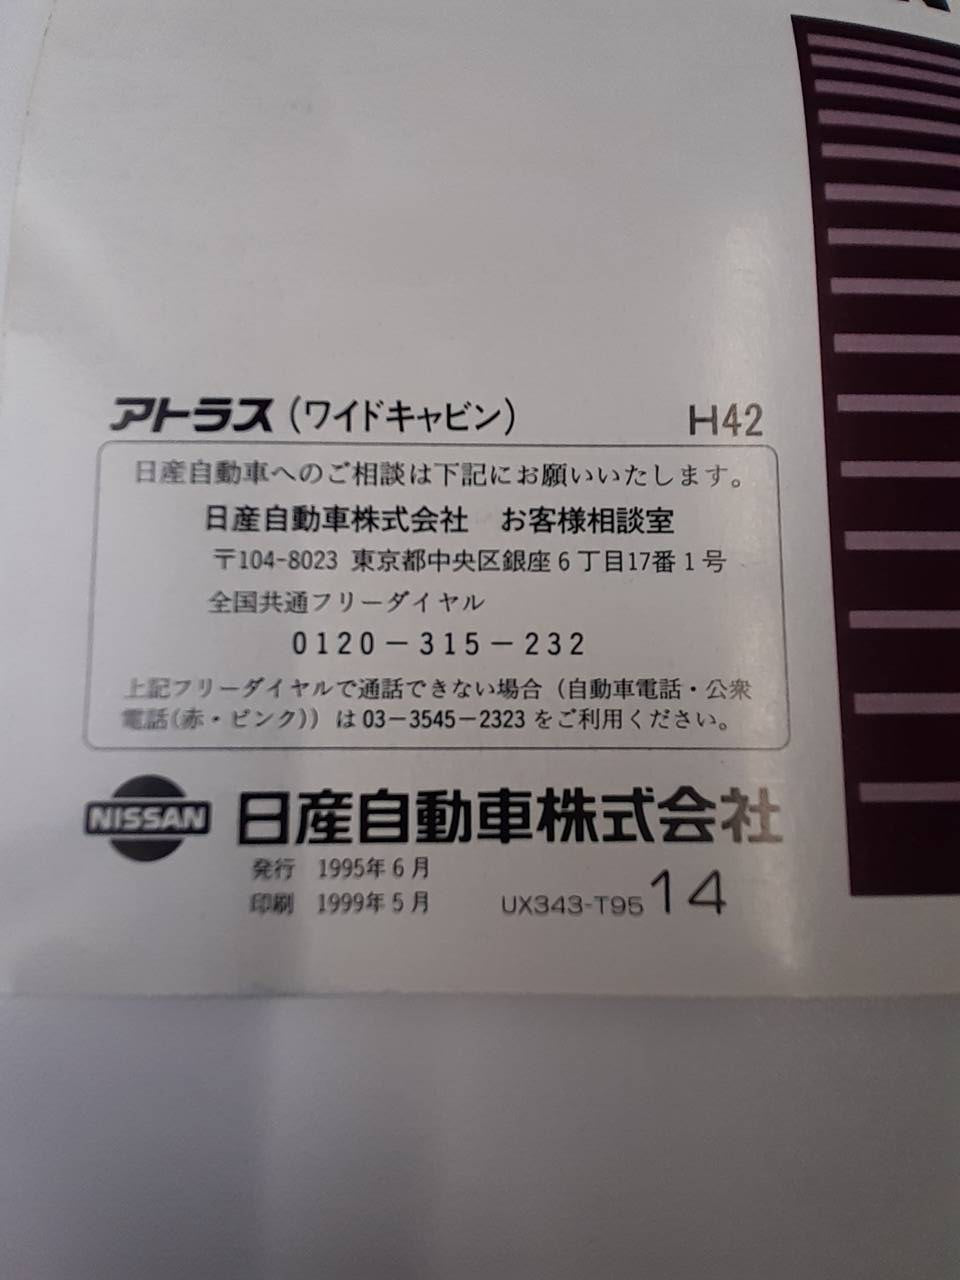 アトラス（ワイドキャビン） H42
日産自動車へのご相談は下記にお願いいたします。
日産自動車株式会社　お客様相談室
〒104-8023 東京都中央区銀座6丁目17番1号
全国共通フリーダイヤル
0120－315－232
上記フリーダイヤルで通話できない場合（自動車電話・公衆
電話(赤・ピンク)）は03－3545－2323をご利用ください。
NISSAN 日産自動車株式会社
発行　1995年6月
印刷　1999年5月　UX343-T95 14